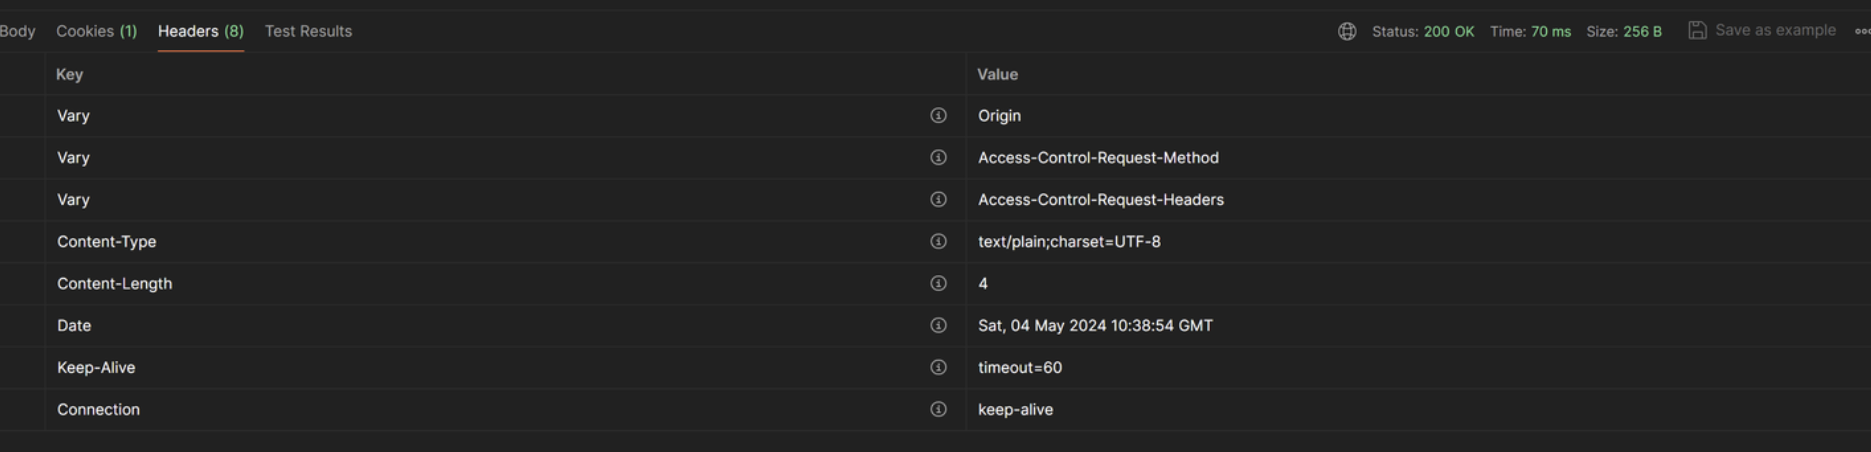 Body Cookies (1) Headers (8) Test Results Status: 200 OK Time: 70 ms Size: 256 B Save as example
Key Value
Vary Origin
Vary Access-Control-Request-Method
Vary Access-Control-Request-Headers
Content-Type text/plain;charset=UTF-8
Content-Length 4
Date Sat, 04 May 2024 10:38:54 GMT
Keep-Alive timeout=60
Connection keep-alive